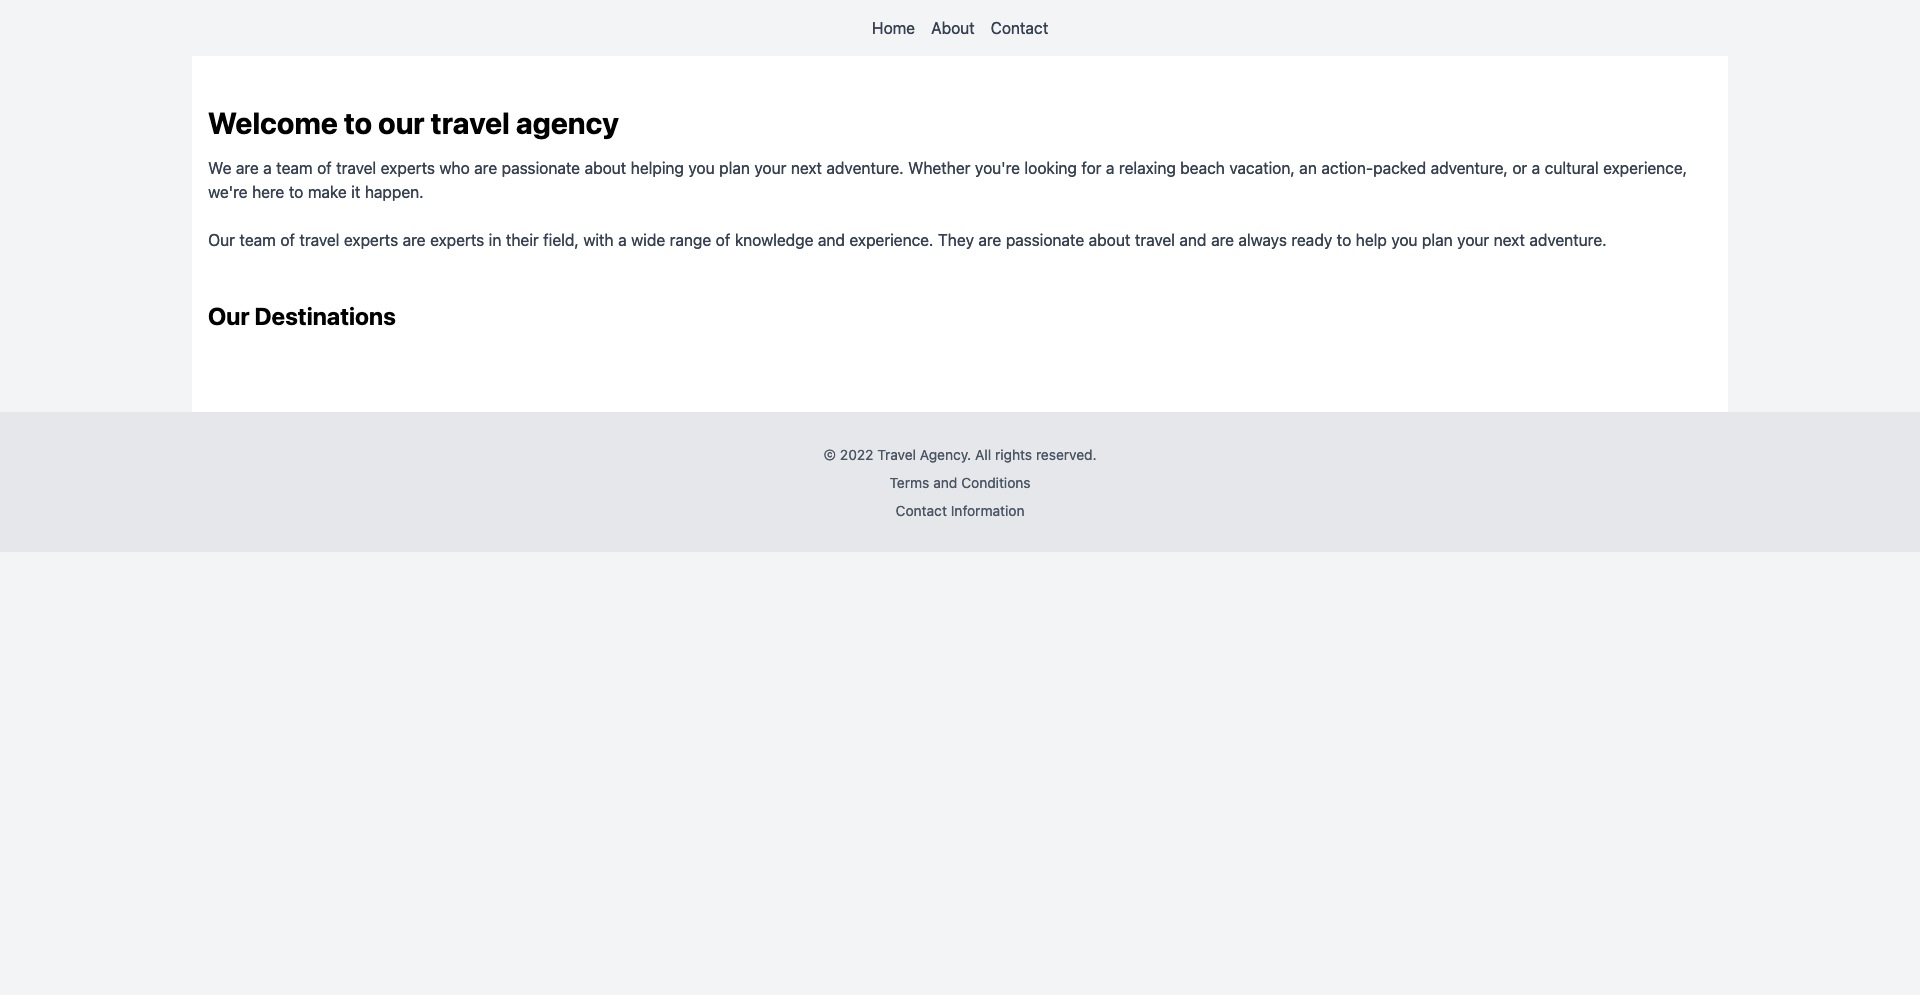 Home About Contact
Welcome to our travel agency
We are a team of travel experts who are passionate about helping you plan your next adventure. Whether you're looking for a relaxing beach vacation, an action-packed adventure, or a cultural experience,
we're here to make it happen.
Our team of travel experts are experts in their field, with a wide range of knowledge and experience. They are passionate about travel and are always ready to help you plan your next adventure.
Our Destinations
© 2022 Travel Agency. All rights reserved.
Terms and Conditions
Contact Information